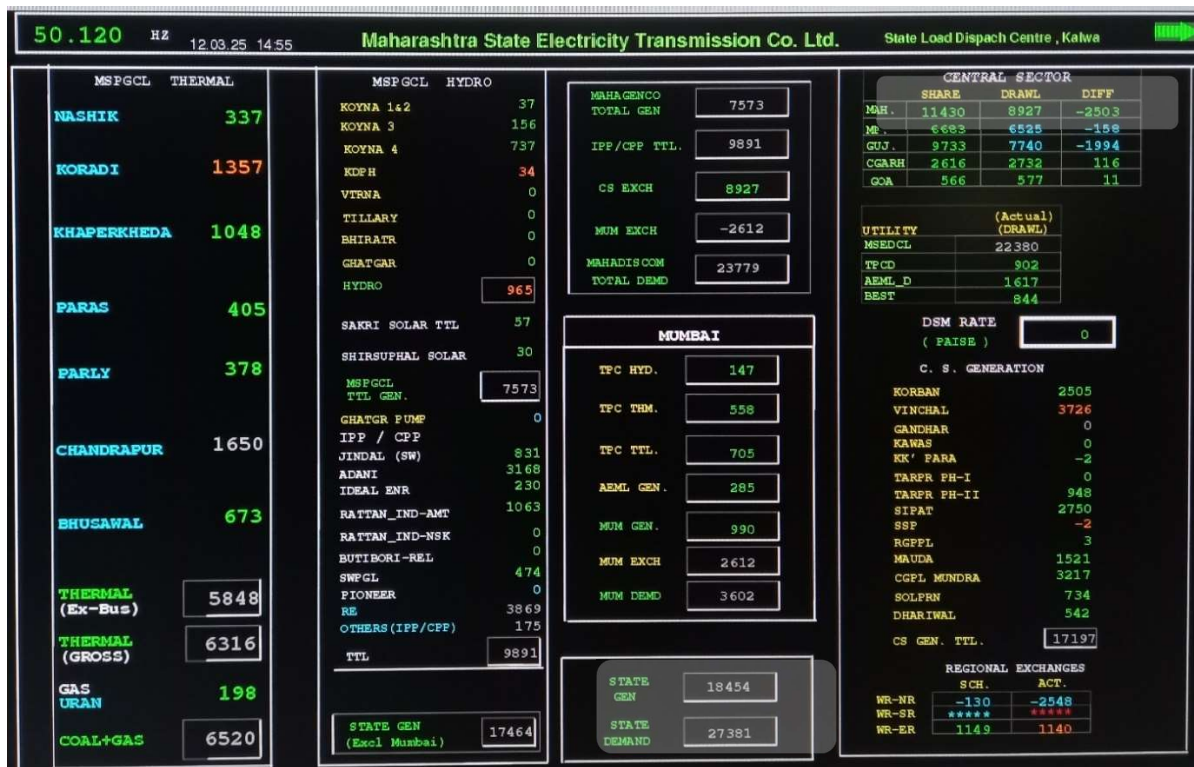 50.120 HZ 12.03.25 14:55 Maharashtra State Electricity Transmission Co. Ltd. State Load Dispach Centre , Kalwa
MSPGCL THERMAL
NASHIK 337
KORADI 1357
KHAPERKHEDA 1048
PARAS 405
PARLY 378
CHANDRAPUR 1650
BHUSAWAL 673
THERMAL 5848
(Ex-Bus)
THERMAL 6316
(GROSS)
GAS 198
URAN
COAL+GAS 6520
MSPGCL HYDRO
KOYNA 1&2 37
KOYNA 3 156
KOYNA 4 737
KDPH 34
VTRNA 0
TILLARY 0
BHIRATR 0
GHATGAR 0
HYDRO 965
SAKRI SOLAR TTL 57
SHIRSUPHAL SOLAR 30
MSPGCL 7573
TTL GEN.
GHATGR PUMP 0
IPP / CPP
JINDAL (SW) 831
ADANI 3168
IDEAL ENR 230
RATTAN_IND-AMT 1063
RATTAN_IND-NSK 0
BUTIBORI-REL 0
SWPGL 474
PIONEER 0
RE 3869
OTHERS(IPP/CPP) 175
TTL 9891
STATE GEN 17464
(Excl Mumbai)
MAHAGENCO 7573
TOTAL GEN
IPP/CPP TTL. 9891
CS EXCH 8927
MUM EXCH -2612
MAHADISCOM 23779
TOTAL DEMD
MUMBAI
TPC HYD. 147
TPC THM. 558
TPC TTL. 705
AEML GEN. 285
MUM GEN. 990
MUM EXCH 2612
MUM DEMD 3602
STATE 18454
GEN
STATE 27381
DEMAND
CENTRAL SECTOR
SHARE DRAWL DIFF
MAH. 11430 8927 -2503
MP. 6683 6525 -158
GUJ. 9733 7740 -1994
CGARH 2616 2732 116
GOA 566 577 11
(Actual)
UTILITY (DRAWL)
MSEDCL 22380
TPCD 902
AEML_D 1617
BEST 844
DSM RATE 0
( PAISE )
C. S. GENERATION
KORBAN 2505
VINCHAL 3726
GANDHAR 0
KAWAS 0
KK' PARA -2
TARPR PH-I 0
TARPR PH-II 948
SIPAT 2750
SSP -2
RGPPL 3
MAUDA 1521
CGPL MUNDRA 3217
SOLPRN 734
DHARIWAL 542
CS GEN. TTL. 17197
REGIONAL EXCHANGES
SCH. ACT.
WR-NR -130 -2548
WR-SR ***** *****
WR-ER 1149 1140